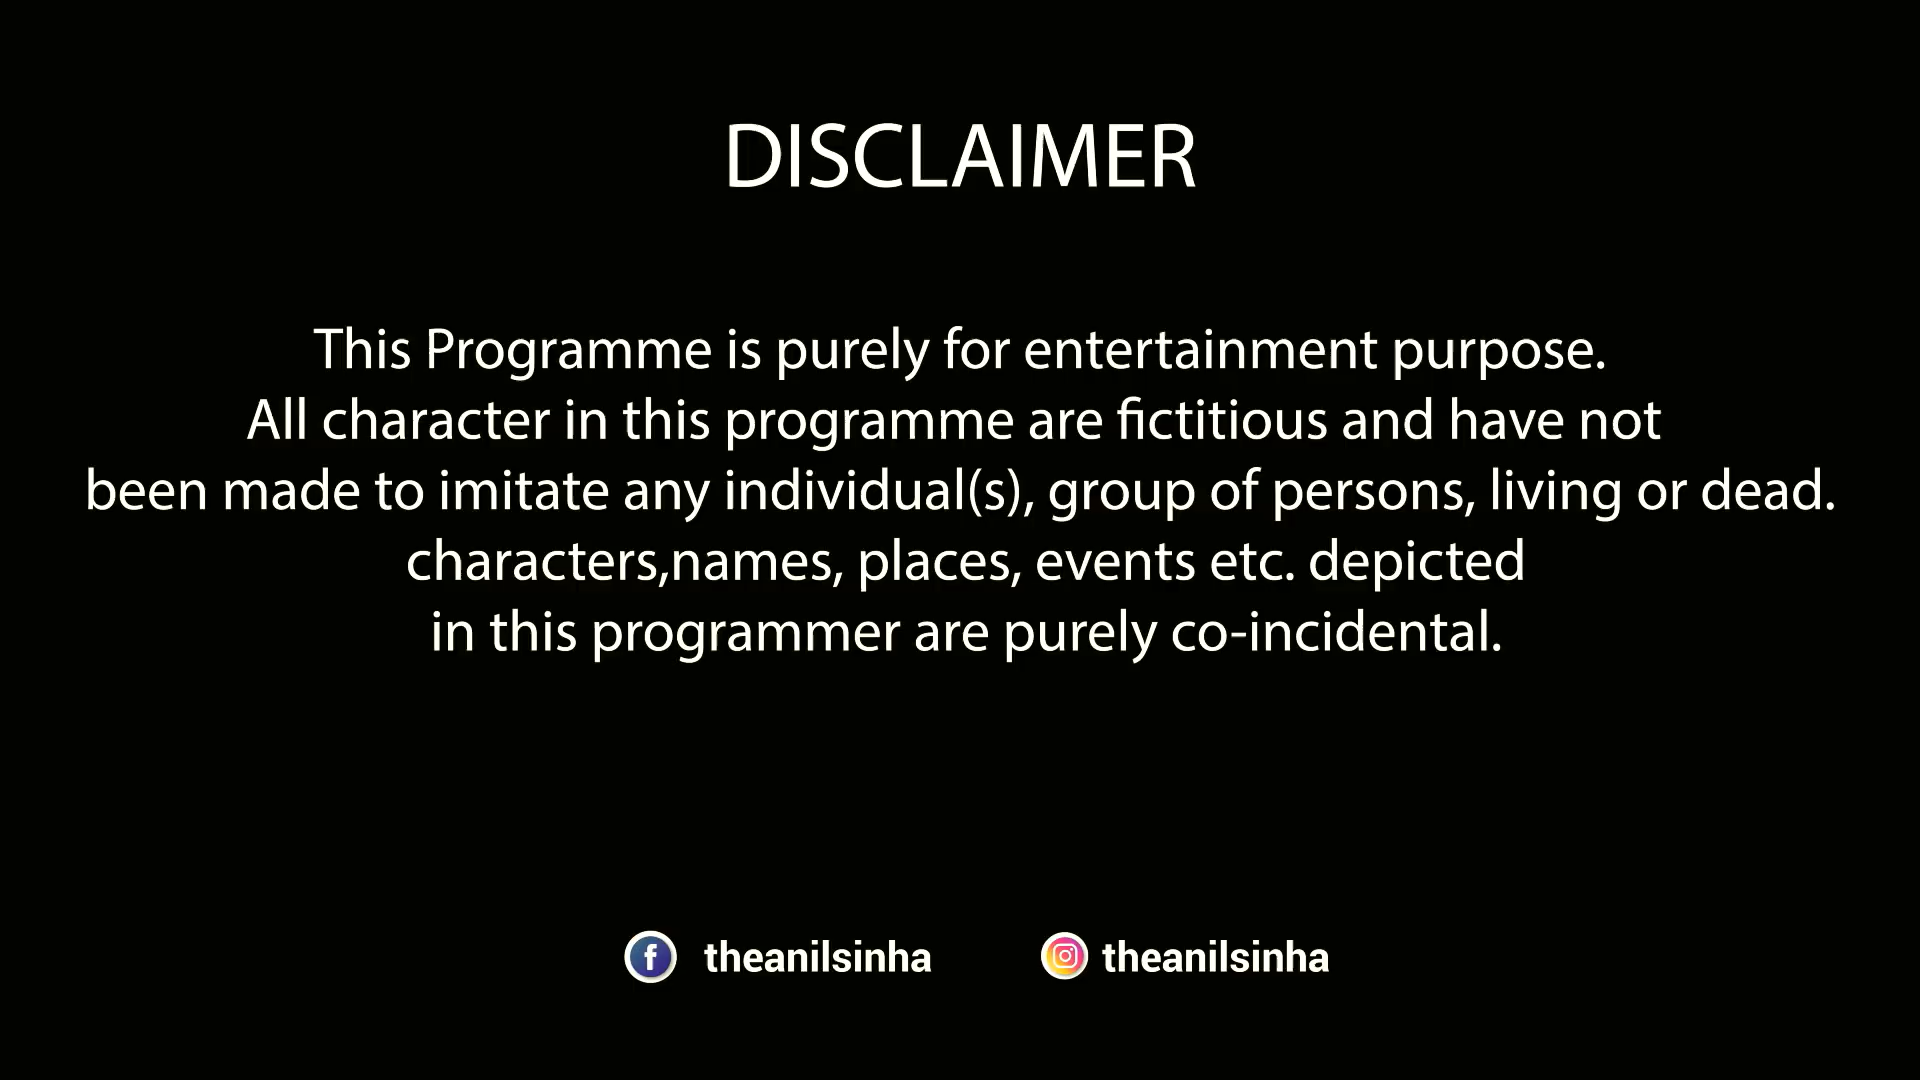 DISCLAIMER
This Programme is purely for entertainment purpose.
All character in this programme are fictitious and have not
been made to imitate any individual(s), group of persons, living or dead.
characters,names, places, events etc. depicted
in this programmer are purely co-incidental.
theanilsinha theanilsinha